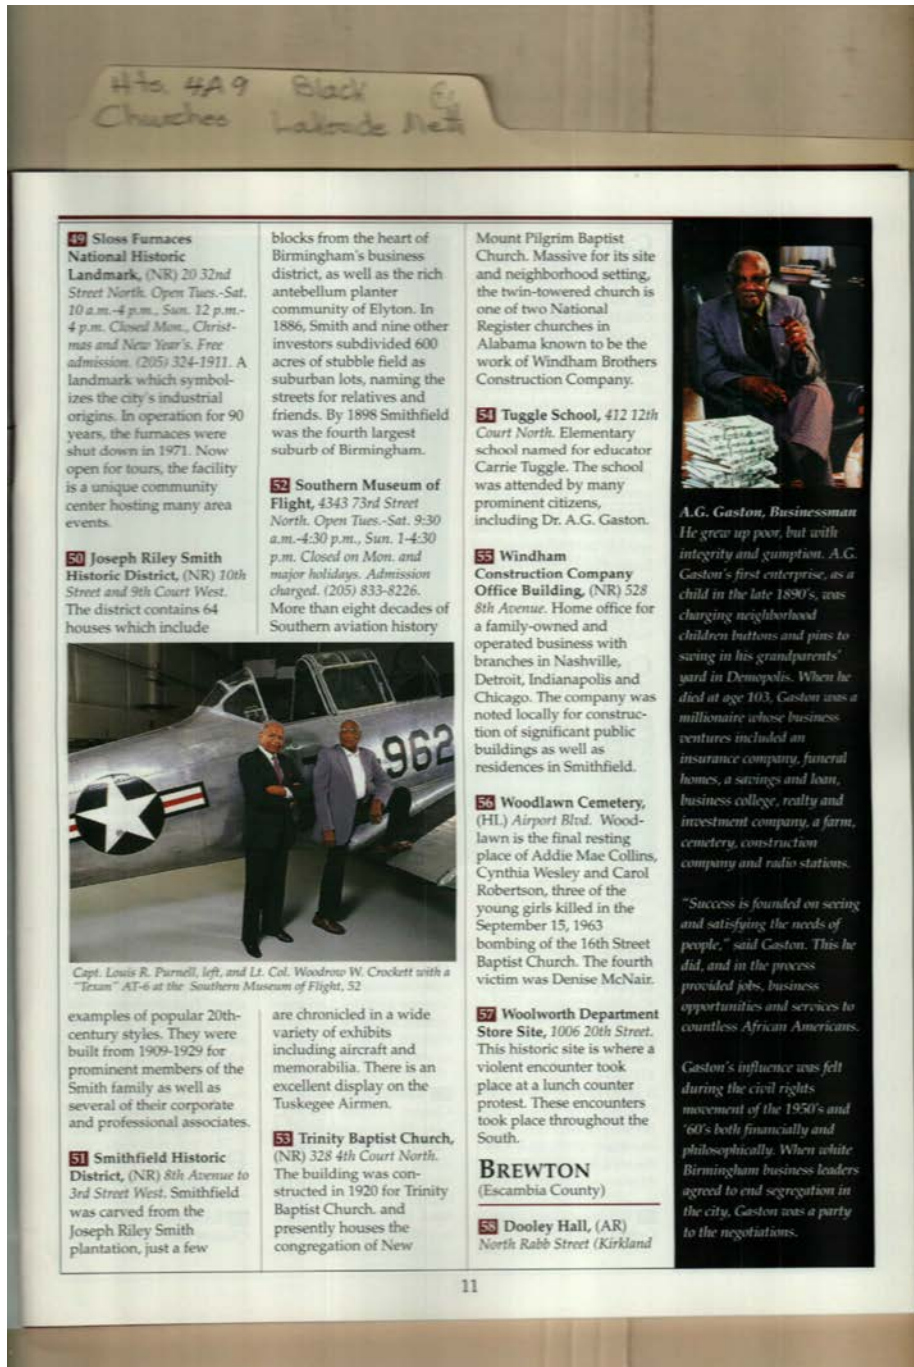 Hts. 4A9 Black
Churches Lakeside Meth
49 Sloss Furnaces
National Historic
Landmark, (NR) 20 32nd
Street North. Open Tues.-Sat.
10 a.m.-4 p.m., Sun. 12 p.m.-
4 p.m. Closed Mon., Christ-
mas and New Year's. Free
admission. (205) 324-1911. A
landmark which symbol-
izes the city's industrial
origins. In operation for 90
years, the furnaces were
shut down in 1971. Now
open for tours, the facility
is a unique community
center hosting many area
events.
50 Joseph Riley Smith
Historic District, (NR) 10th
Street and 9th Court West.
The district contains 64
houses which include
examples of popular 20th-
century styles. They were
built from 1909-1929 for
prominent members of the
Smith family as well as
several of their corporate
and professional associates.
51 Smithfield Historic
District, (NR) 8th Avenue to
3rd Street West. Smithfield
was carved from the
Joseph Riley Smith
plantation, just a few
blocks from the heart of
Birmingham's business
district, as well as the rich
antebellum planter
community of Elyton. In
1886, Smith and nine other
investors subdivided 600
acres of stubble field as
suburban lots, naming the
streets for relatives and
friends. By 1898 Smithfield
was the fourth largest
suburb of Birmingham.
52 Southern Museum of
Flight, 4343 73rd Street
North. Open Tues.-Sat. 9:30
a.m.-4:30 p.m., Sun. 1-4:30
p.m. Closed on Mon. and
major holidays. Admission
charged. (205) 833-8226.
More than eight decades of
Southern aviation history
962
Capt. Louis R. Purnell, left, and Lt. Col. Woodrow W. Crockett with a
"Texan" AT-6 at the Southern Museum of Flight, 52
are chronicled in a wide
variety of exhibits
including aircraft and
memorabilia. There is an
excellent display on the
Tuskegee Airmen.
53 Trinity Baptist Church,
(NR) 328 4th Court North.
The building was con-
structed in 1920 for Trinity
Baptist Church. and
presently houses the
congregation of New
Mount Pilgrim Baptist
Church. Massive for its site
and neighborhood setting,
the twin-towered church is
one of two National
Register churches in
Alabama known to be the
work of Windham Brothers
Construction Company.
54 Tuggle School, 412 12th
Court North. Elementary
school named for educator
Carrie Tuggle. The school
was attended by many
prominent citizens,
including Dr. A.G. Gaston.
55 Windham
Construction Company
Office Building, (NR) 528
8th Avenue. Home office for
a family-owned and
operated business with
branches in Nashville,
Detroit, Indianapolis and
Chicago. The company was
noted locally for construc-
tion of significant public
buildings as well as
residences in Smithfield.
56 Woodlawn Cemetery,
(HL) Airport Blvd. Wood-
lawn is the final resting
place of Addie Mae Collins,
Cynthia Wesley and Carol
Robertson, three of the
young girls killed in the
September 15, 1963
bombing of the 16th Street
Baptist Church. The fourth
victim was Denise McNair.
57 Woolworth Department
Store Site, 1006 20th Street.
This historic site is where a
violent encounter took
place at a lunch counter
protest. These encounters
took place throughout the
South.
BREWTON
(Escambia County)
58 Dooley Hall, (AR)
North Rabb Street (Kirkland
A.G. Gaston, Businessman
He grew up poor, but with
integrity and gumption. A.G.
Gaston's first enterprise, as a
child in the late 1890's, was
charging neighborhood
children buttons and pins to
swing in his grandparents'
yard in Demopolis. When he
died at age 103, Gaston was a
millionaire whose business
ventures included an
insurance company, funeral
homes, a savings and loan,
business college, realty and
investment company, a farm,
cemetery, construction
company and radio stations.
"Success is founded on seeing
and satisfying the needs of
people," said Gaston. This he
did, and in the process
provided jobs, business
opportunities and services to
countless African Americans.
Gaston's influence was felt
during the civil rights
movement of the 1950's and
'60's both financially and
philosophically. When white
Birmingham business leaders
agreed to end segregation in
the city, Gaston was a party
to the negotiations.
11